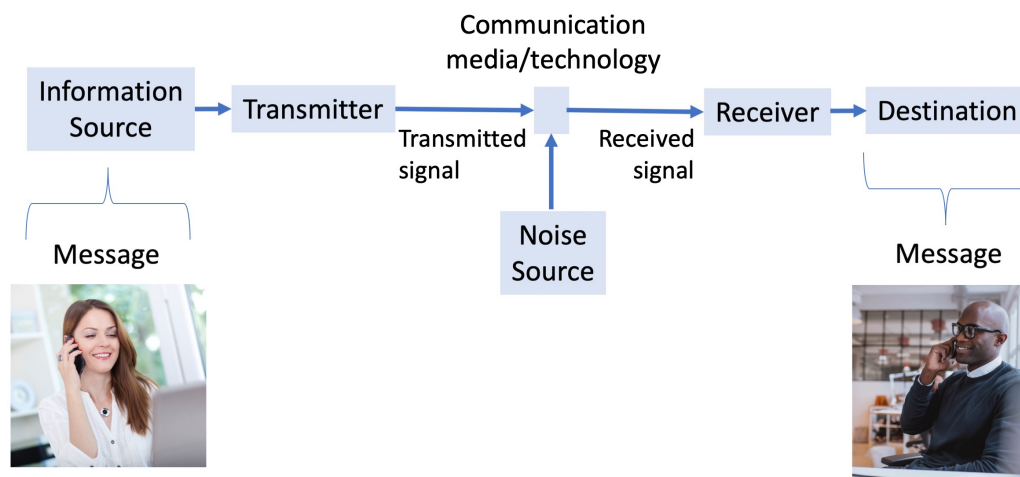 Communication
media/technology
Information
Source
Transmitter
Transmitted
signal
Received
signal
Receiver
Destination
Noise
Source
Message
Message